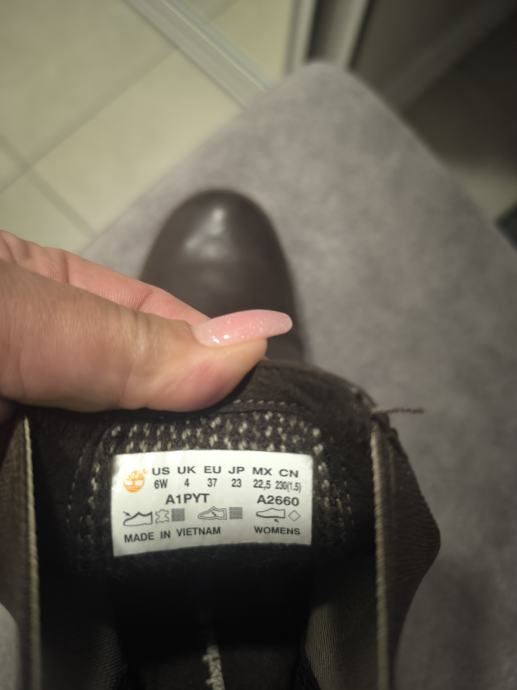 US UK EU JP MX CN
6W 4 37 23 22,5 230(1.5)
A1PYT A2660
MADE IN VIETNAM WOMENS